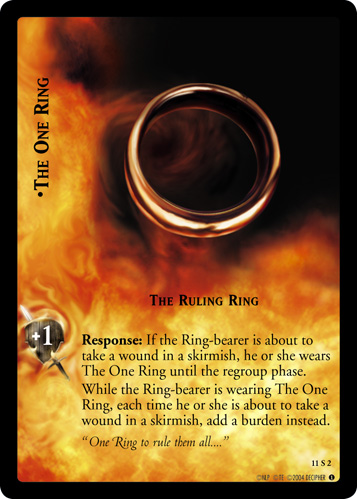 •The One Ring
The Ruling Ring
+1
Response: If the Ring-bearer is about to
take a wound in a skirmish, he or she wears
The One Ring until the regroup phase.
While the Ring-bearer is wearing The One
Ring, each time he or she is about to take a
wound in a skirmish, add a burden instead.
“One Ring to rule them all....”
11 S 2
©NLP ©TE ©2004 DECIPHER